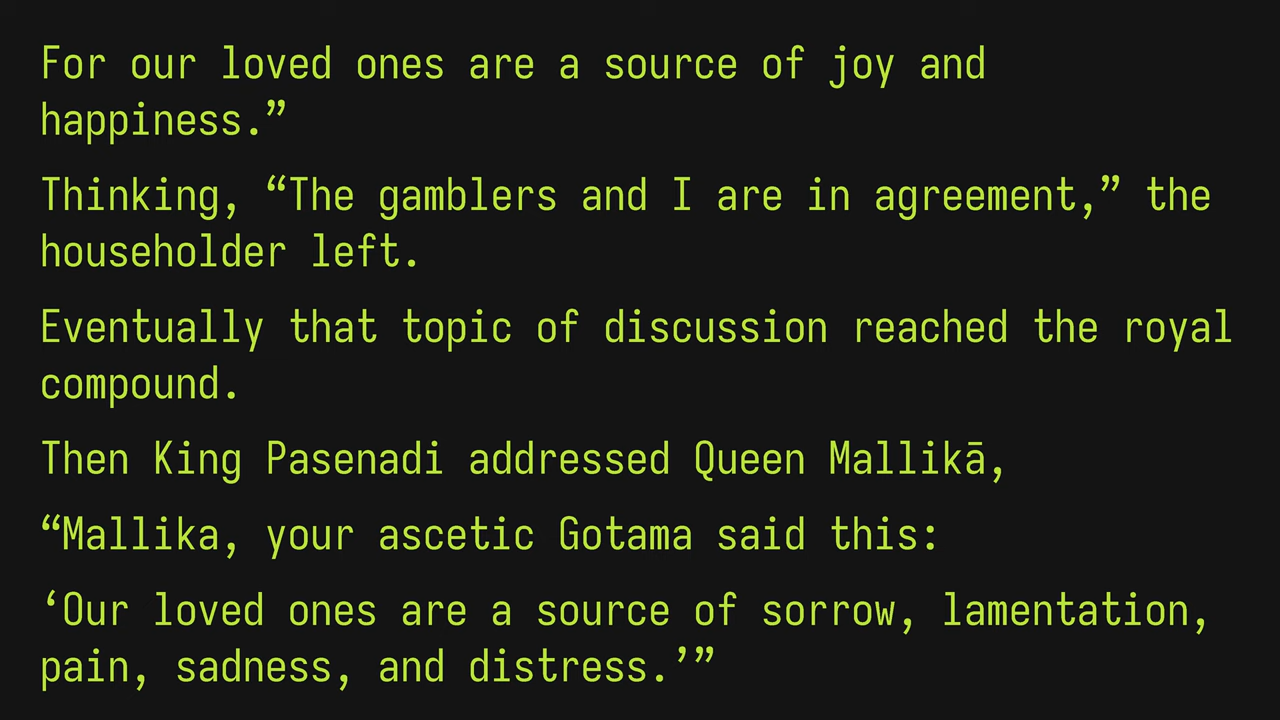 For our loved ones are a source of joy and
happiness.”
Thinking, “The gamblers and I are in agreement,” the
householder left.
Eventually that topic of discussion reached the royal
compound.
Then King Pasenadi addressed Queen Mallikā,
“Mallika, your ascetic Gotama said this:
‘Our loved ones are a source of sorrow, lamentation,
pain, sadness, and distress.’”